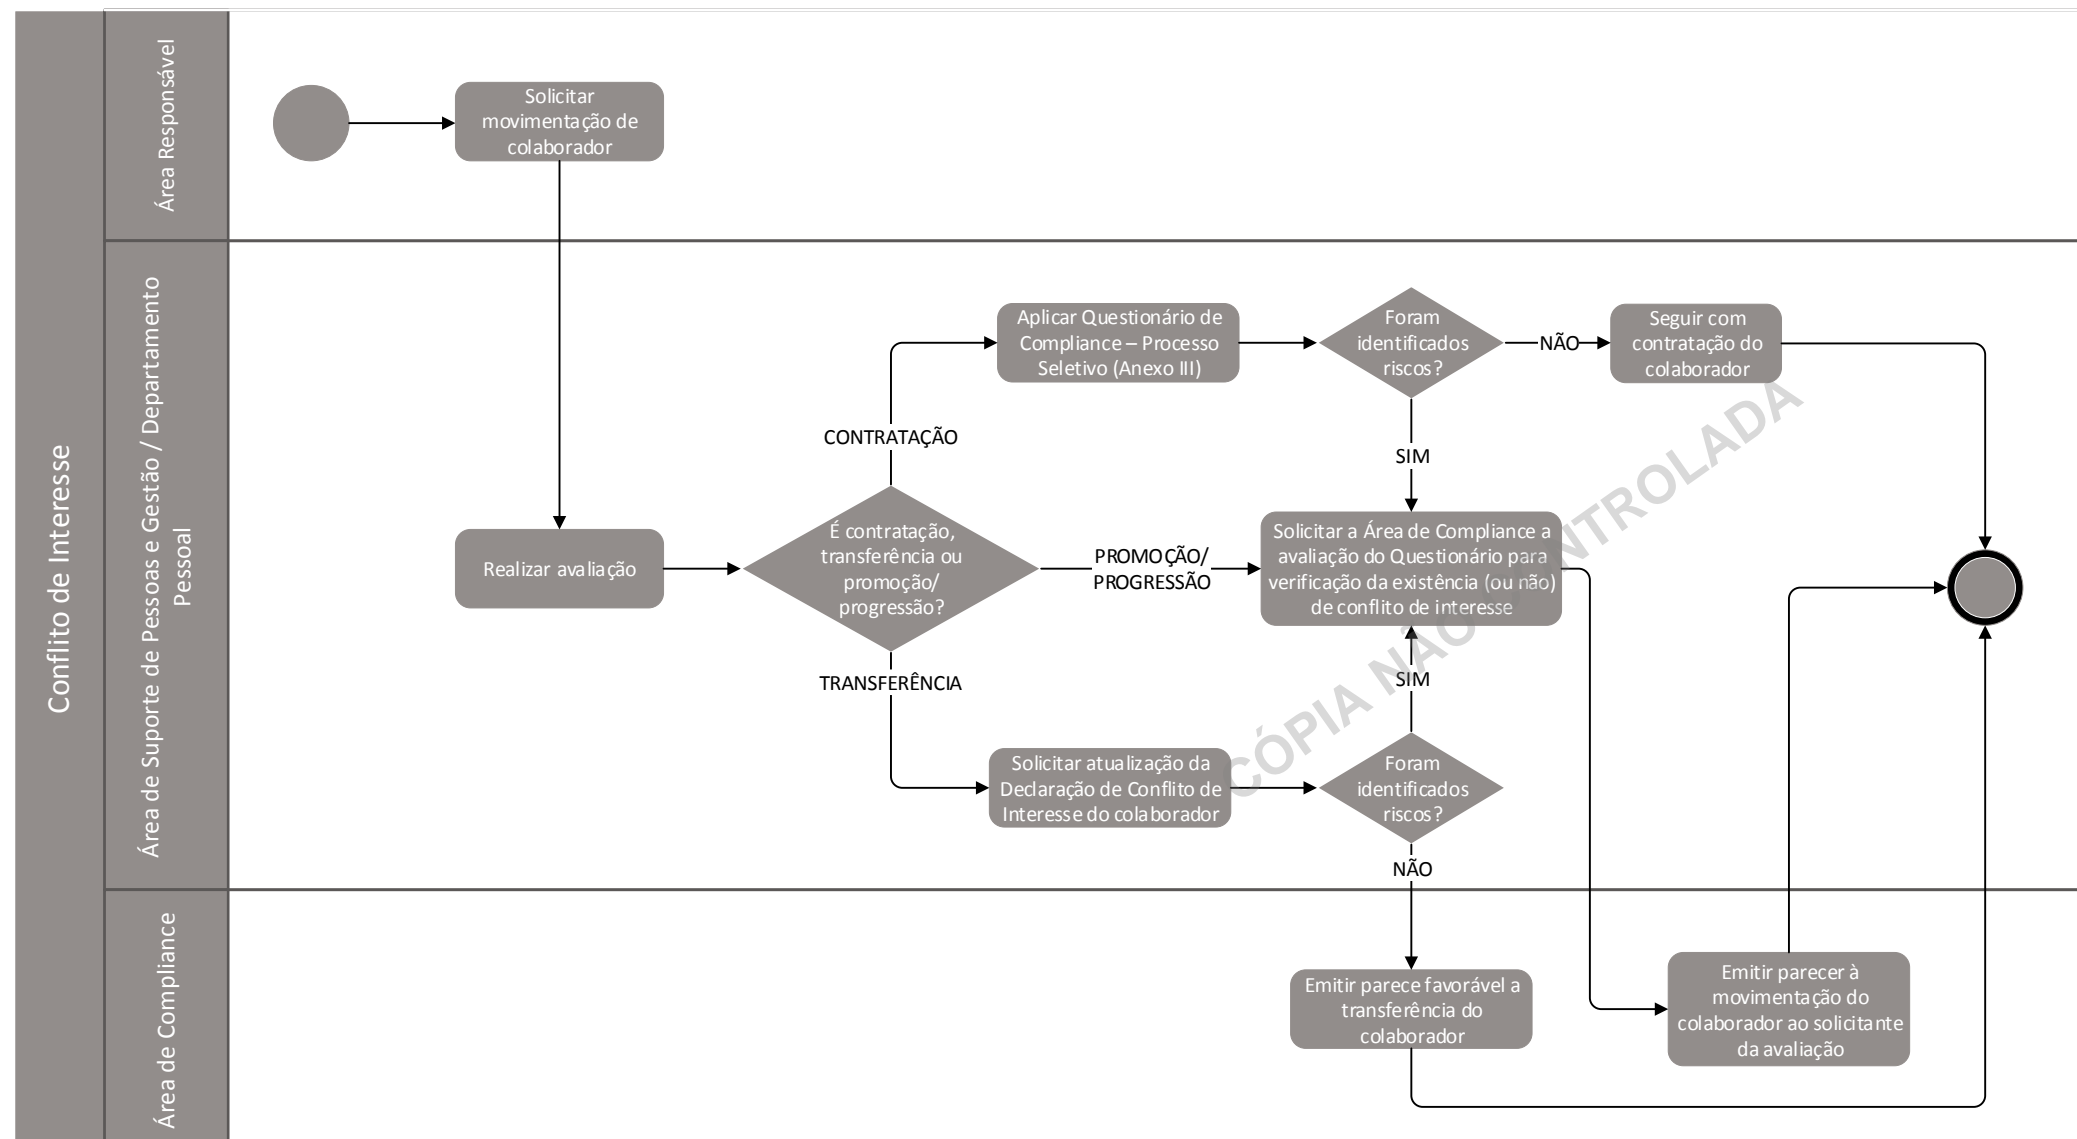 Conflito de Interesse
Área Responsável
Solicitar
movimentação de
colaborador
Área de Suporte de Pessoas e Gestão / Departamento
Pessoal
Realizar avaliação
É contratação,
transferência ou
promoção/
progressão?
CONTRATAÇÃO
Aplicar Questionário de
Compliance – Processo
Seletivo (Anexo III)
Foram
identificados
riscos?
NÃO
Seguir com
contratação do
colaborador
SIM
PROMOÇÃO/
PROGRESSÃO
Solicitar a Área de Compliance a
avaliação do Questionário para
verificação da existência (ou não)
de conflito de interesse
TRANSFERÊNCIA
Solicitar atualização da
Declaração de Conflito de
Interesse do colaborador
Foram
identificados
riscos?
SIM
NÃO
Área de Compliance
Emitir parece favorável a
transferência do
colaborador
Emitir parecer à
movimentação do
colaborador ao solicitante
da avaliação
CÓPIA NÃO CONTROLADA